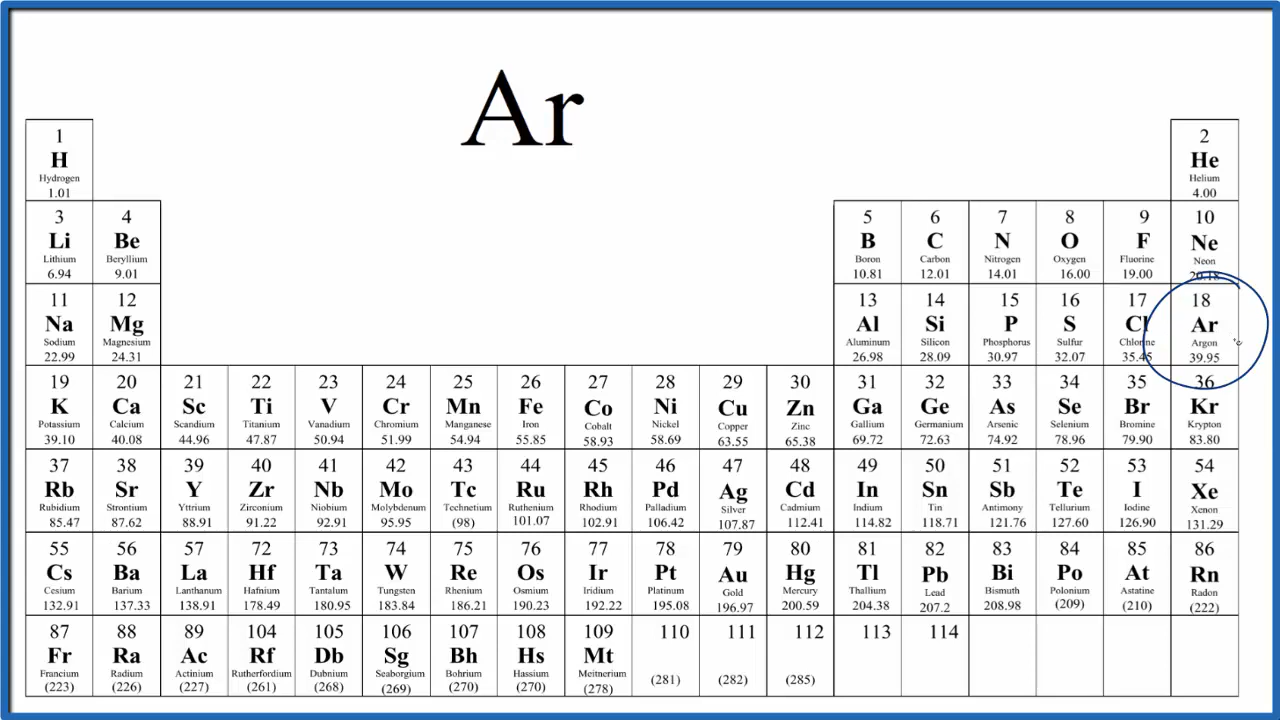 Ar
1 2
H He
Hydrogen Helium
1.01 4.00
3 4 5 6 7 8 9 10
Li Be B C N O F Ne
Lithium Beryllium Boron Carbon Nitrogen Oxygen Fluorine Neon
6.94 9.01 10.81 12.01 14.01 16.00 19.00 20.18
11 12 13 14 15 16 17 18
Na Mg Al Si P S Cl Ar
Sodium Magnesium Aluminum Silicon Phosphorus Sulfur Chlorine Argon
22.99 24.31 26.98 28.09 30.97 32.07 35.45 39.95
19 20 21 22 23 24 25 26 27 28 29 30 31 32 33 34 35 36
K Ca Sc Ti V Cr Mn Fe Co Ni Cu Zn Ga Ge As Se Br Kr
Potassium Calcium Scandium Titanium Vanadium Chromium Manganese Iron Cobalt Nickel Copper Zinc Gallium Germanium Arsenic Selenium Bromine Krypton
39.10 40.08 44.96 47.87 50.94 51.99 54.94 55.85 58.93 58.69 63.55 65.38 69.72 72.63 74.92 78.96 79.90 83.80
37 38 39 40 41 42 43 44 45 46 47 48 49 50 51 52 53 54
Rb Sr Y Zr Nb Mo Tc Ru Rh Pd Ag Cd In Sn Sb Te I Xe
Rubidium Strontium Yttrium Zirconium Niobium Molybdenum Technetium Ruthenium Rhodium Palladium Silver Cadmium Indium Tin Antimony Tellurium Iodine Xenon
85.47 87.62 88.91 91.22 92.91 95.95 (98) 101.07 102.91 106.42 107.87 112.41 114.82 118.71 121.76 127.60 126.90 131.29
55 56 57 72 73 74 75 76 77 78 79 80 81 82 83 84 85 86
Cs Ba La Hf Ta W Re Os Ir Pt Au Hg Tl Pb Bi Po At Rn
Cesium Barium Lanthanum Hafnium Tantalum Tungsten Rhenium Osmium Iridium Platinum Gold Mercury Thallium Lead Bismuth Polonium Astatine Radon
132.91 137.33 138.91 178.49 180.95 183.84 186.21 190.23 192.22 195.08 196.97 200.59 204.38 207.2 208.98 (209) (210) (222)
87 88 89 104 105 106 107 108 109 110 111 112 113 114
Fr Ra Ac Rf Db Sg Bh Hs Mt
Francium Radium Actinium Rutherfordium Dubnium Seaborgium Bohrium Hassium Meitnerium
(223) (226) (227) (261) (268) (269) (270) (270) (278) (281) (282) (285)